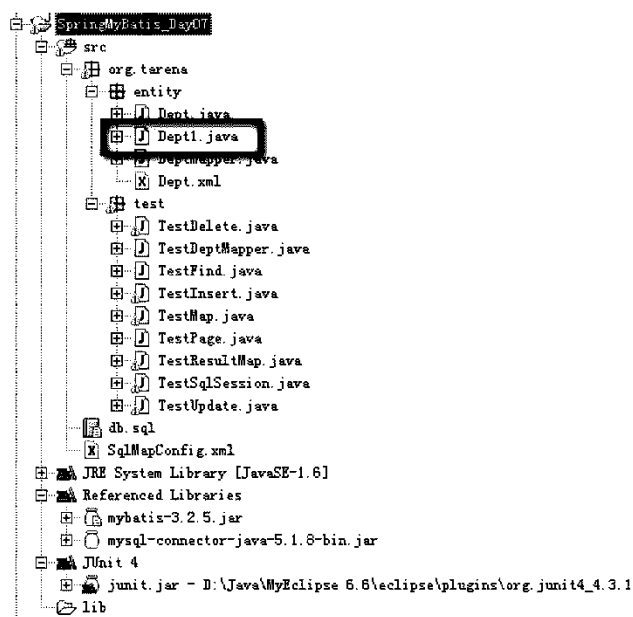 SpringMyBatis_Day07
src
org.tarena
entity
Dept.java
Dept1.java
DeptMapper.java
Dept.xml
test
TestDelete.java
TestDeptMapper.java
TestFind.java
TestInsert.java
TestMap.java
TestPage.java
TestResultMap.java
TestSqlSession.java
TestUpdate.java
db.sql
SqlMapConfig.xml
JRE System Library [JavaSE-1.6]
Referenced Libraries
mybatis-3.2.5.jar
mysql-connector-java-5.1.8-bin.jar
JUnit 4
junit.jar - D:\Java\MyEclipse 6.6\eclipse\plugins\org.junit4_4.3.1
lib